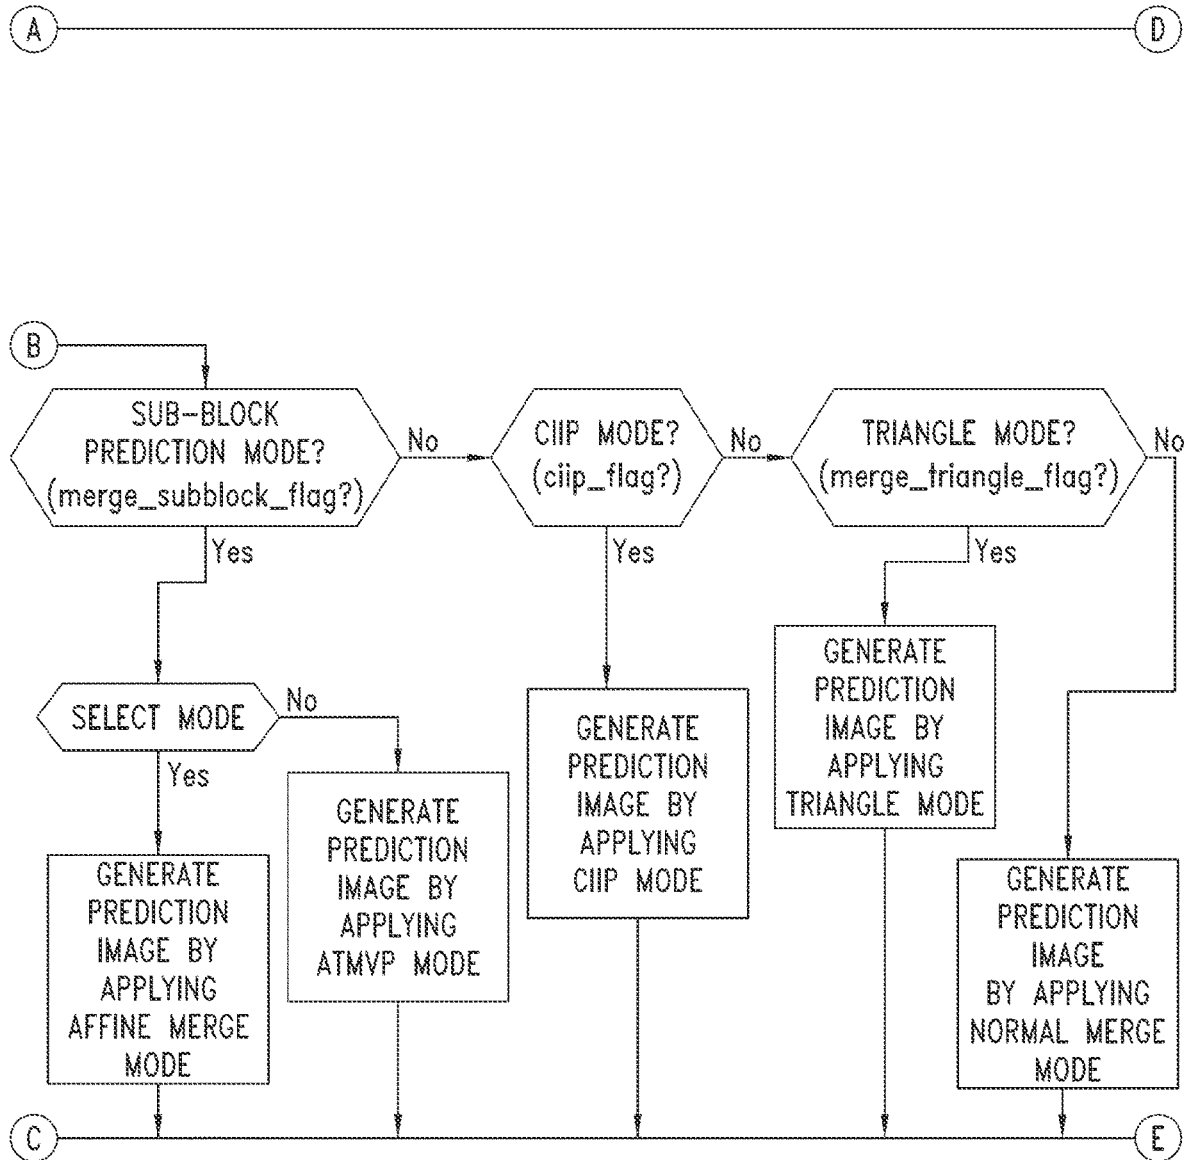 A
D
B
SUB-BLOCK
PREDICTION MODE?
(merge_subblock_flag?)
No
CIIP MODE?
(ciip_flag?)
No
TRIANGLE MODE?
(merge_triangle_flag?)
No
Yes
Yes
Yes
SELECT MODE
No
Yes
GENERATE
PREDICTION
IMAGE BY
APPLYING
AFFINE MERGE
MODE
GENERATE
PREDICTION
IMAGE BY
APPLYING
ATMVP MODE
GENERATE
PREDICTION
IMAGE BY
APPLYING
CIIP MODE
GENERATE
PREDICTION
IMAGE BY
APPLYING
TRIANGLE MODE
GENERATE
PREDICTION
IMAGE
BY APPLYING
NORMAL MERGE
MODE
C
E